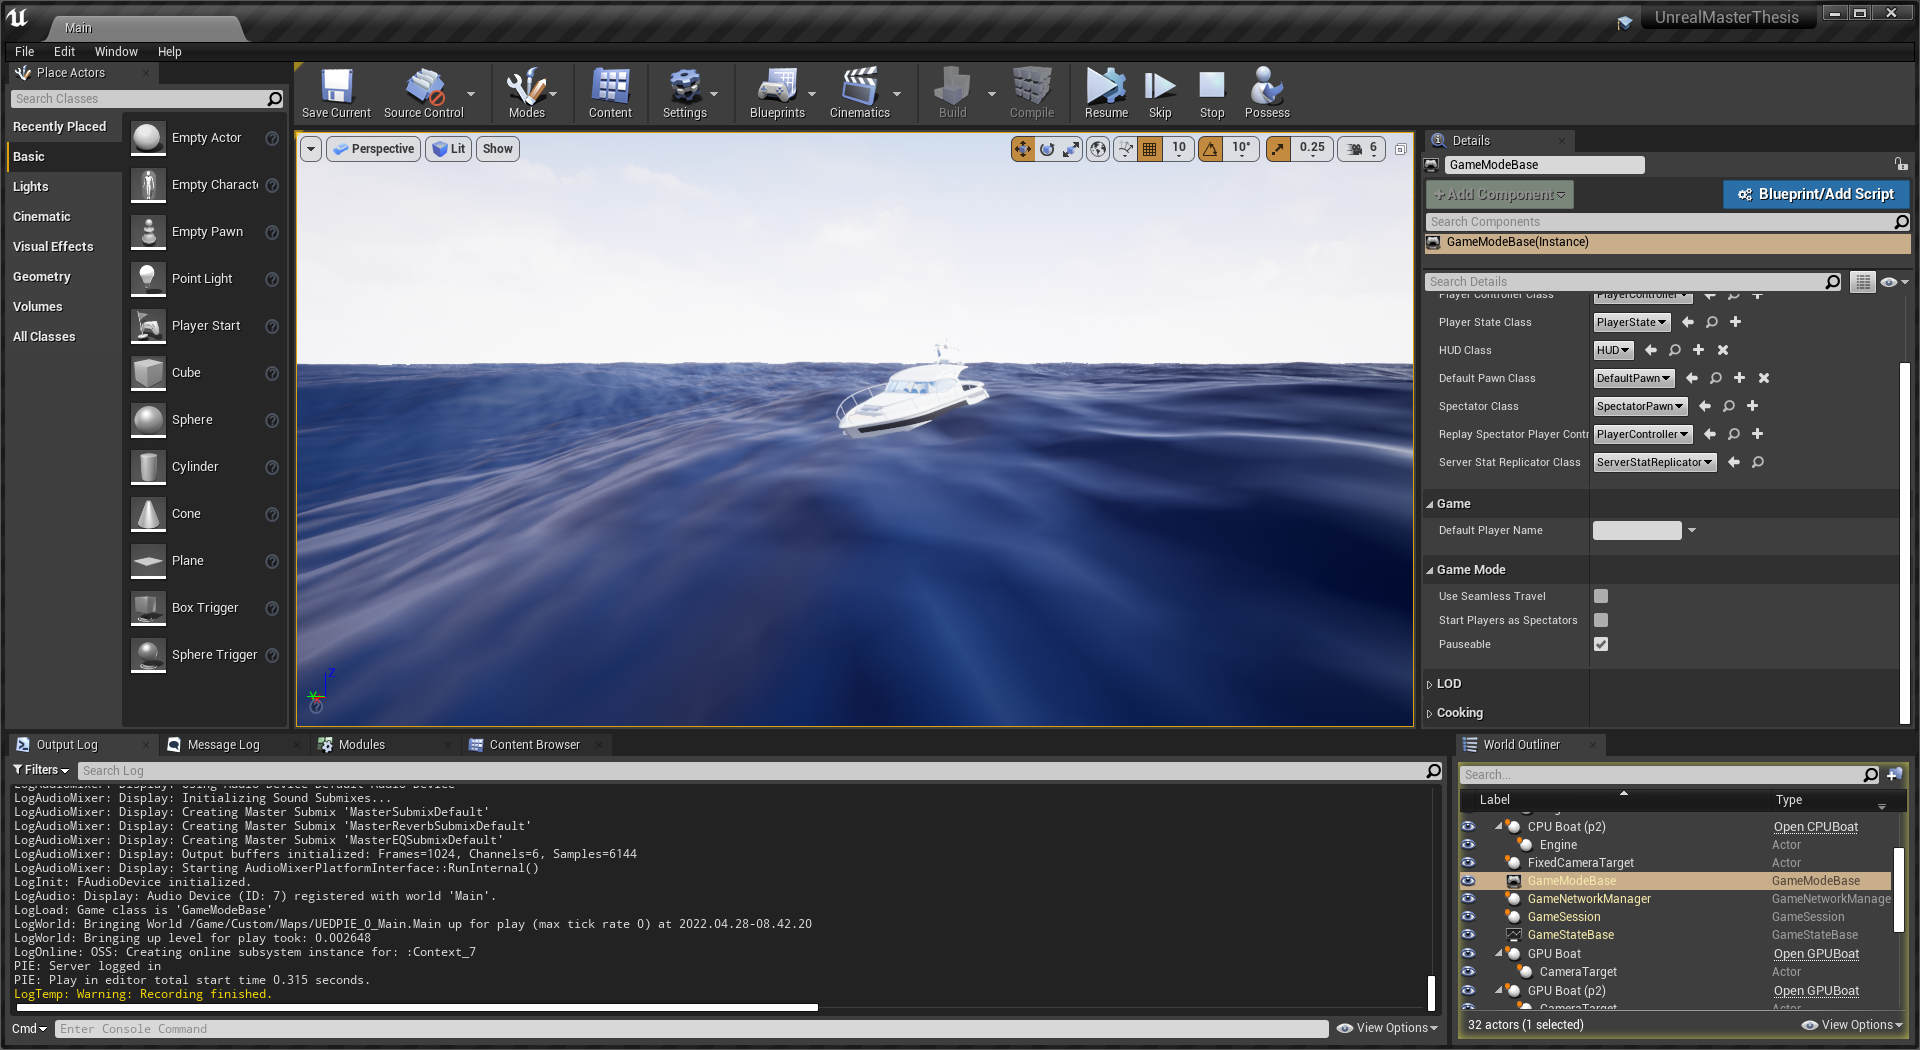 Main
UnrealMasterThesis
File Edit Window Help
Place Actors
Search Classes
Recently Placed
Basic
Lights
Cinematic
Visual Effects
Geometry
Volumes
All Classes
Empty Actor
Empty Charact
Empty Pawn
Point Light
Player Start
Cube
Sphere
Cylinder
Cone
Plane
Box Trigger
Sphere Trigger
Save Current
Source Control
Modes
Content
Settings
Blueprints
Cinematics
Build
Compile
Resume
Skip
Stop
Possess
Perspective Lit Show 10 10° 0.25 6
Z
Y
Details
GameModeBase
+ Add Component
Blueprint/Add Script
Search Components
GameModeBase(Instance)
Search Details
Player Controller Class PlayerController
Player State Class PlayerState
HUD Class HUD
Default Pawn Class DefaultPawn
Spectator Class SpectatorPawn
Replay Spectator Player Contr PlayerController
Server Stat Replicator Class ServerStatReplicator
Game
Default Player Name
Game Mode
Use Seamless Travel
Start Players as Spectators
Pauseable
LOD
Cooking
Output Log
Message Log
Modules
Content Browser
Filters
Search Log
LogAudioMixer: Display: Using Audio Device Default Audio Device
LogAudioMixer: Display: Initializing Sound Submixes...
LogAudioMixer: Display: Creating Master Submix 'MasterSubmixDefault'
LogAudioMixer: Display: Creating Master Submix 'MasterReverbSubmixDefault'
LogAudioMixer: Display: Creating Master Submix 'MasterEQSubmixDefault'
LogAudioMixer: Display: Output buffers initialized: Frames=1024, Channels=6, Samples=6144
LogAudioMixer: Display: Starting AudioMixerPlatformInterface::RunInternal()
LogInit: FAudioDevice initialized.
LogAudio: Display: Audio Device (ID: 7) registered with world 'Main'.
LogLoad: Game class is 'GameModeBase'
LogWorld: Bringing World /Game/Custom/Maps/UEDPIE_0_Main.Main up for play (max tick rate 0) at 2022.04.28-08.42.20
LogWorld: Bringing up level for play took: 0.002648
LogOnline: OSS: Creating online subsystem instance for: :Context_7
PIE: Server logged in
PIE: Play in editor total start time 0.315 seconds.
LogTemp: Warning: Recording finished.
Cmd
Enter Console Command
View Options
World Outliner
Search...
Label Type
CPU Boat (p2) Open CPUBoat
Engine Actor
FixedCameraTarget Actor
GameModeBase GameModeBase
GameNetworkManager GameNetworkManage
GameSession GameSession
GameStateBase GameStateBase
GPU Boat Open GPUBoat
CameraTarget Actor
GPU Boat (p2) Open GPUBoat
CameraTarget Actor
32 actors (1 selected)
View Options